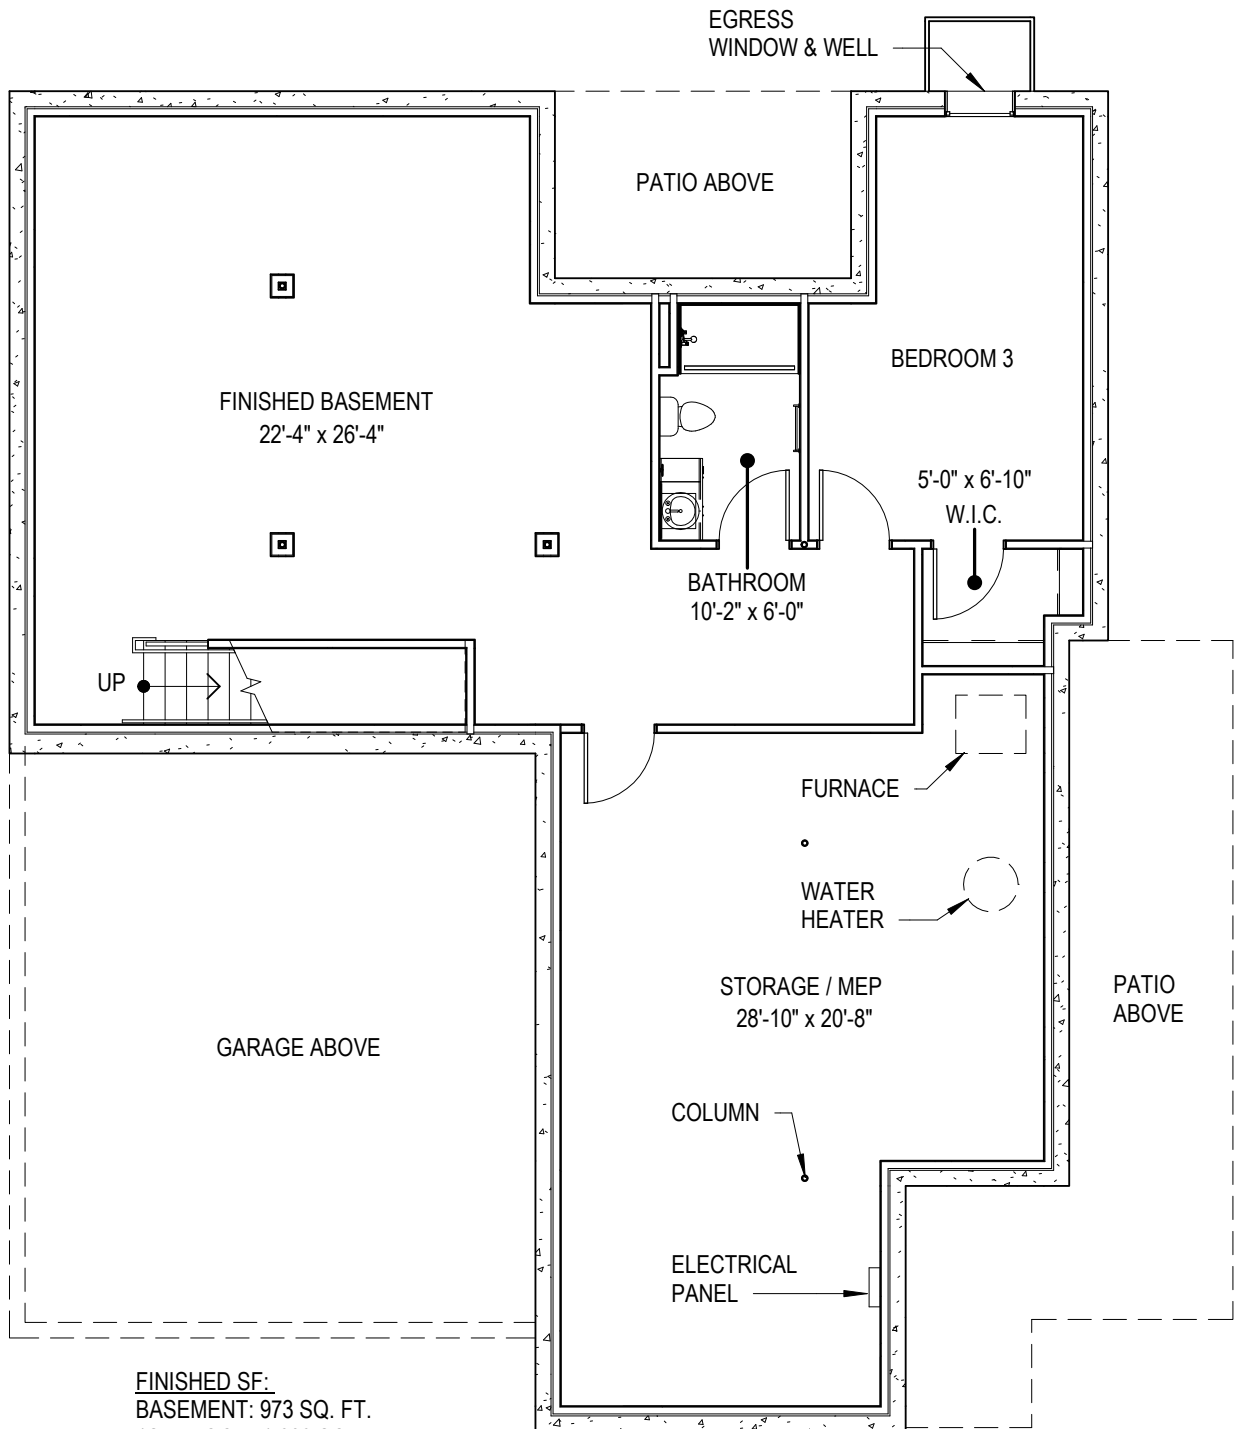 EGRESS
WINDOW & WELL
PATIO ABOVE
BEDROOM 3
FINISHED BASEMENT
22'-4" x 26'-4"
5'-0" x 6'-10"
W.I.C.
BATHROOM
10'-2" x 6'-0"
UP
FURNACE
WATER
HEATER
STORAGE / MEP
28'-10" x 20'-8"
PATIO
ABOVE
GARAGE ABOVE
COLUMN
ELECTRICAL
PANEL
FINISHED SF:
BASEMENT: 973 SQ. FT.